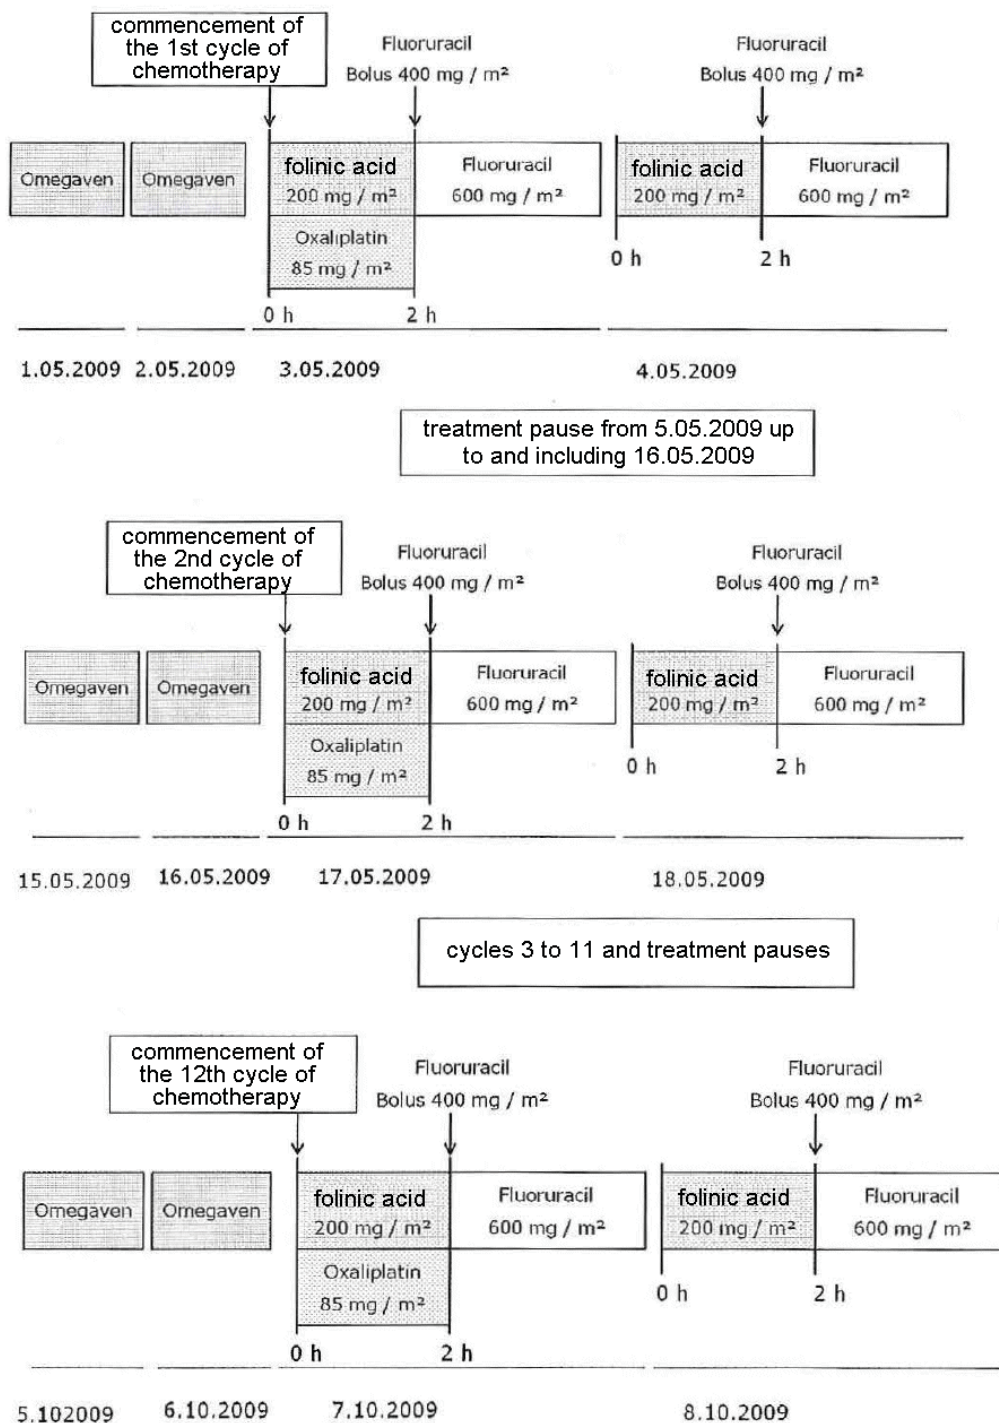 commencement of
the 1st cycle of
chemotherapy
Fluoruracil
Bolus 400 mg / m²
Fluoruracil
Bolus 400 mg / m²
Omegaven
Omegaven
folinic acid
200 mg / m²
Fluoruracil
600 mg / m²
folinic acid
200 mg / m²
Fluoruracil
600 mg / m²
Oxaliplatin
85 mg / m²
0 h
2 h
0 h
2 h
1.05.2009
2.05.2009
3.05.2009
4.05.2009
treatment pause from 5.05.2009 up
to and including 16.05.2009
commencement of
the 2nd cycle of
chemotherapy
Fluoruracil
Bolus 400 mg / m²
Fluoruracil
Bolus 400 mg / m²
Omegaven
Omegaven
folinic acid
200 mg / m²
Fluoruracil
600 mg / m²
folinic acid
200 mg / m²
Fluoruracil
600 mg / m²
Oxaliplatin
85 mg / m²
0 h
2 h
0 h
2 h
15.05.2009
16.05.2009
17.05.2009
18.05.2009
cycles 3 to 11 and treatment pauses
commencement of
the 12th cycle of
chemotherapy
Fluoruracil
Bolus 400 mg / m²
Fluoruracil
Bolus 400 mg / m²
Omegaven
Omegaven
folinic acid
200 mg / m²
Fluoruracil
600 mg / m²
folinic acid
200 mg / m²
Fluoruracil
600 mg / m²
Oxaliplatin
85 mg / m²
0 h
2 h
0 h
2 h
5.102009
6.10.2009
7.10.2009
8.10.2009